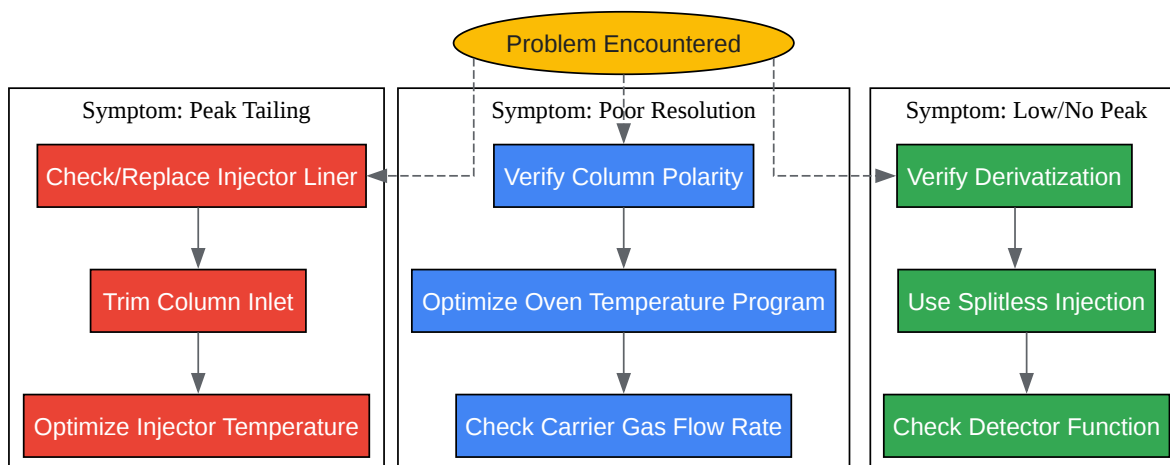 Problem Encountered
Symptom: Peak Tailing
Check/Replace Injector Liner
Trim Column Inlet
Optimize Injector Temperature
Symptom: Poor Resolution
Verify Column Polarity
Optimize Oven Temperature Program
Check Carrier Gas Flow Rate
Symptom: Low/No Peak
Verify Derivatization
Use Splitless Injection
Check Detector Function